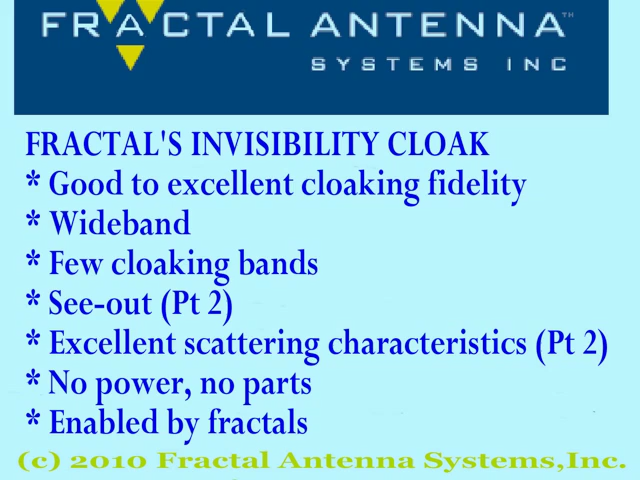 FRACTAL ANTENNA™
SYSTEMS INC
FRACTAL'S INVISIBILITY CLOAK
* Good to excellent cloaking fidelity
* Wideband
* Few cloaking bands
* See-out (Pt 2)
* Excellent scattering characteristics (Pt 2)
* No power, no parts
* Enabled by fractals
(c) 2010 Fractal Antenna Systems,Inc.